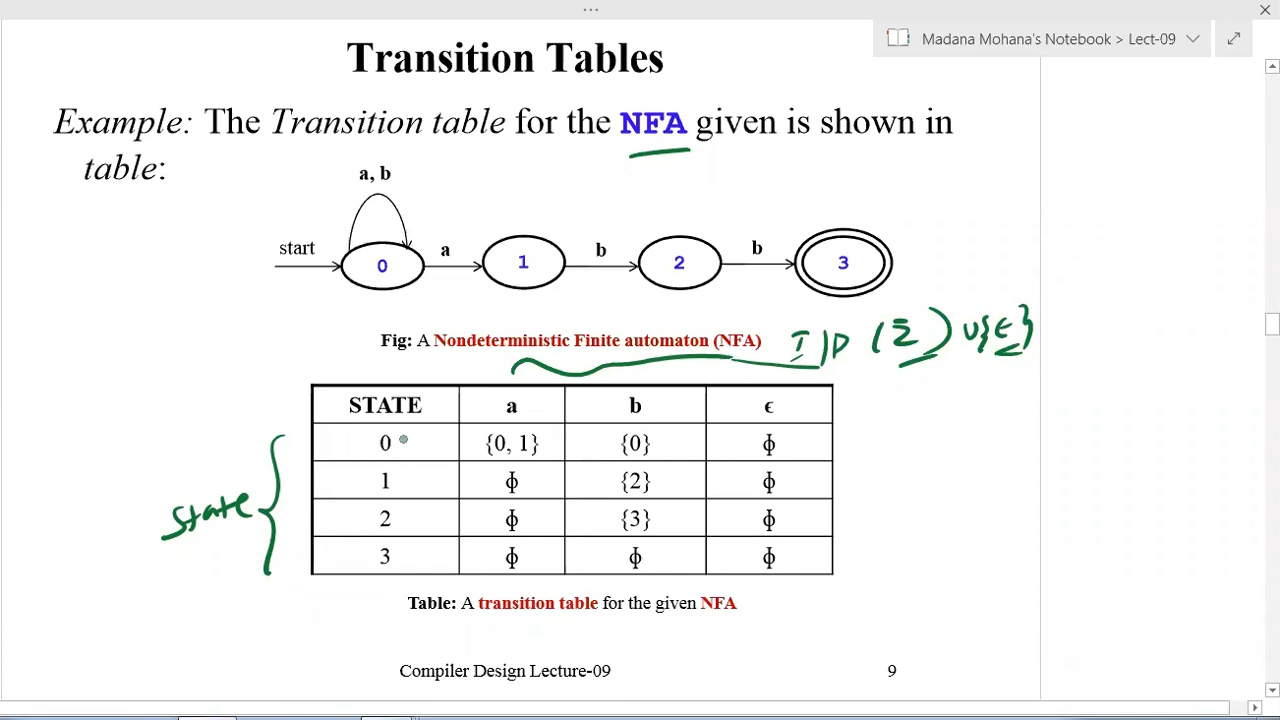 Madana Mohana's Notebook > Lect-09
Transition Tables
Example: The Transition table for the NFA given is shown in
table:
a, b
start
0
a
1
b
2
b
3
Fig: A Nondeterministic Finite automaton (NFA)
I/P (Σ) ∪{ϵ}
STATE a b ϵ
0 {0, 1} {0} ϕ
1 ϕ {2} ϕ
2 ϕ {3} ϕ
3 ϕ ϕ ϕ
state
Table: A transition table for the given NFA
Compiler Design Lecture-09 9